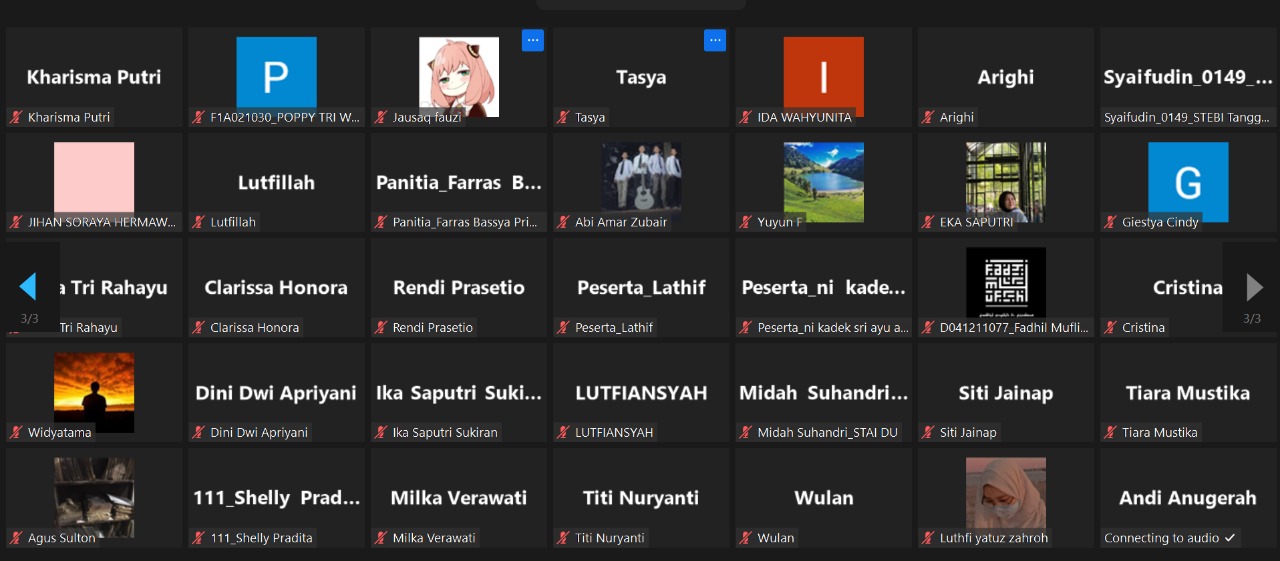 Kharisma Putri
Kharisma Putri
P
F1A021030_POPPY TRI W...
Jausaq fauzi
Tasya
Tasya
I
IDA WAHYUNITA
Arighi
Arighi
Syaifudin_0149_...
Syaifudin_0149_STEBI Tangg...
JIHAN SORAYA HERMAW...
Lutfillah
Lutfillah
Panitia_Farras B...
Panitia_Farras Bassya Pri...
Abi Amar Zubair
Yuyun F
EKA SAPUTRI
G
Giestya Cindy
3/3
a Tri Rahayu
Tri Rahayu
Clarissa Honora
Clarissa Honora
Rendi Prasetio
Rendi Prasetio
Peserta_Lathif
Peserta_Lathif
Peserta_ni kade...
Peserta_ni kadek sri ayu a...
D041211077_Fadhil Mufli...
Cristina
Cristina
3/3
Widyatama
Dini Dwi Apriyani
Dini Dwi Apriyani
Ika Saputri Suki...
Ika Saputri Sukiran
LUTFIANSYAH
LUTFIANSYAH
Midah Suhandri...
Midah Suhandri_STAI DU
Siti Jainap
Siti Jainap
Tiara Mustika
Tiara Mustika
Agus Sulton
111_Shelly Prad...
111_Shelly Pradita
Milka Verawati
Milka Verawati
Titi Nuryanti
Titi Nuryanti
Wulan
Wulan
Luthfi yatuz zahroh
Andi Anugerah
Connecting to audio